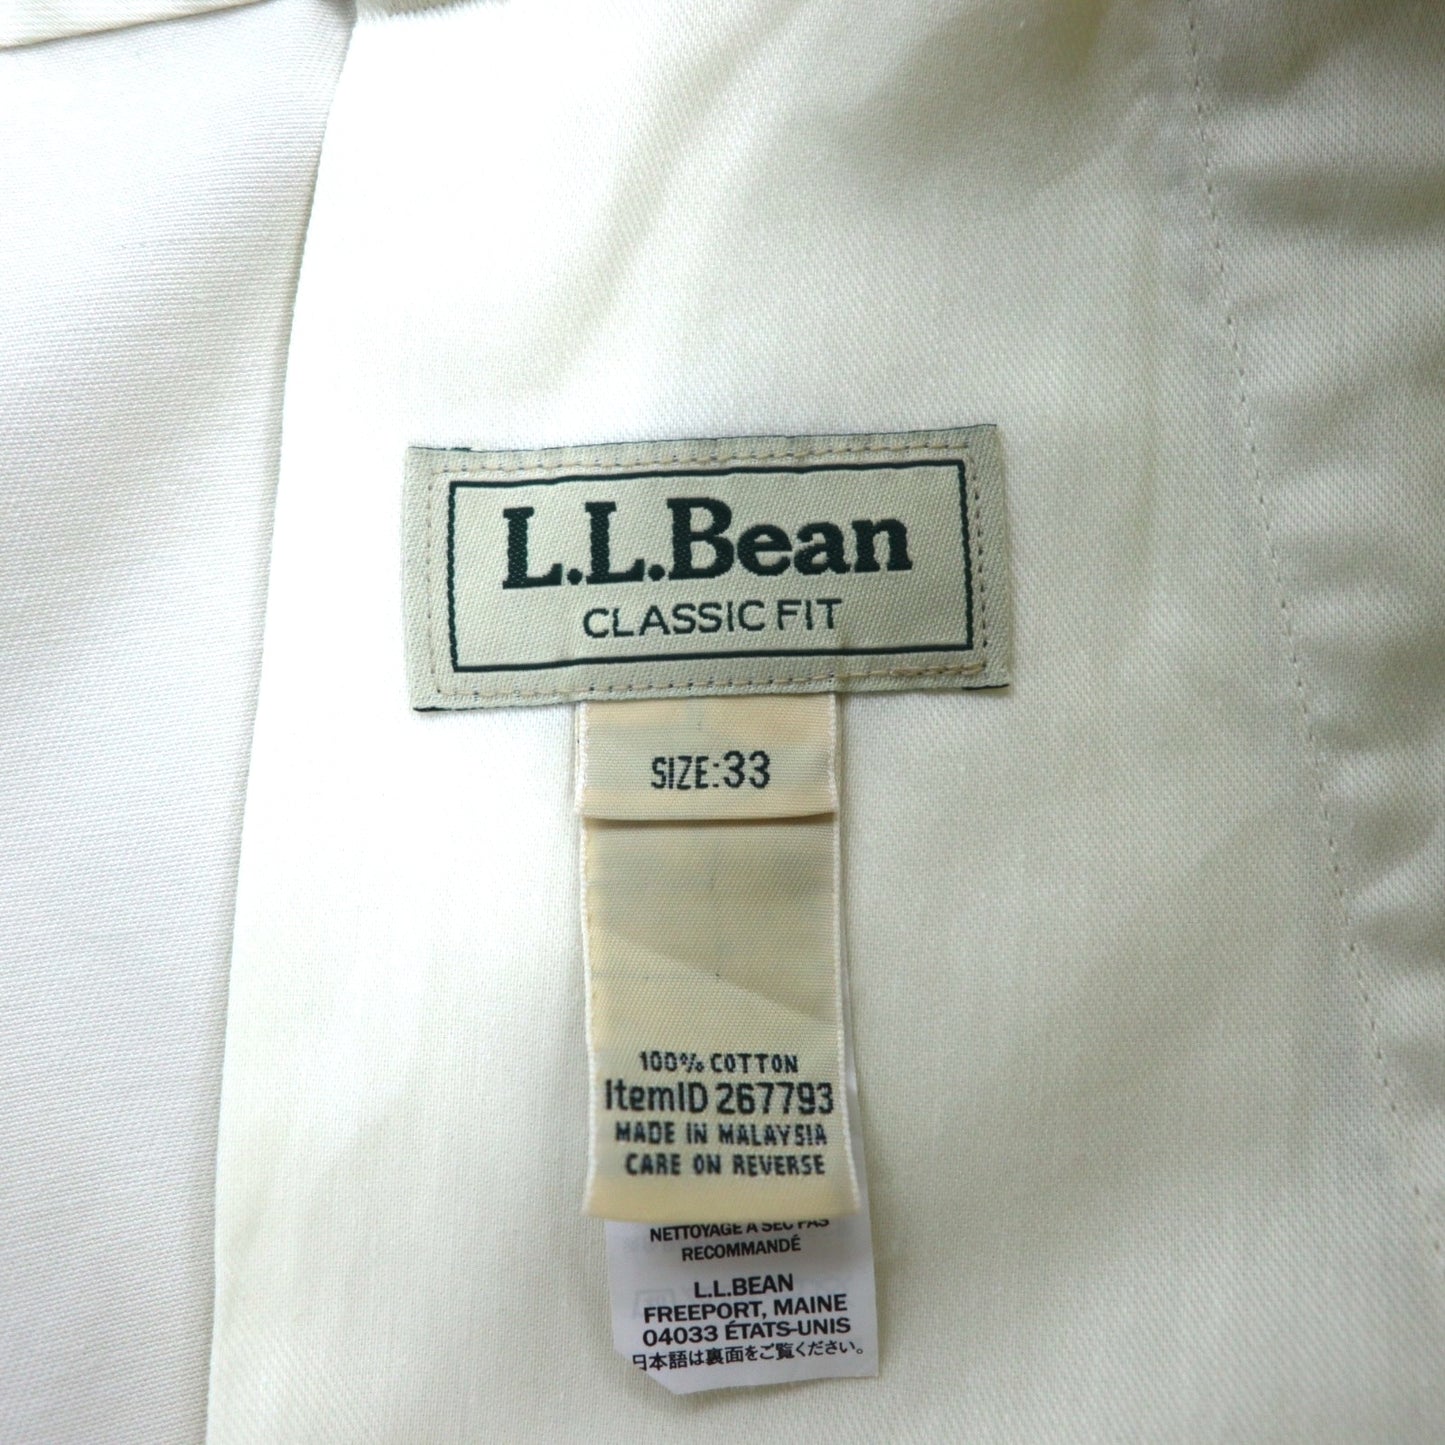 L.L.Bean
CLASSIC FIT
SIZE:33
100% COTTON
ItemID 267793
MADE IN MALAYSIA
CARE ON REVERSE
NETTOYAGE A SEC PAS
RECOMMANDÉ
L.L.BEAN
FREEPORT, MAINE
04033 ÉTATS-UNIS
日本語は裏面をご覧ください。